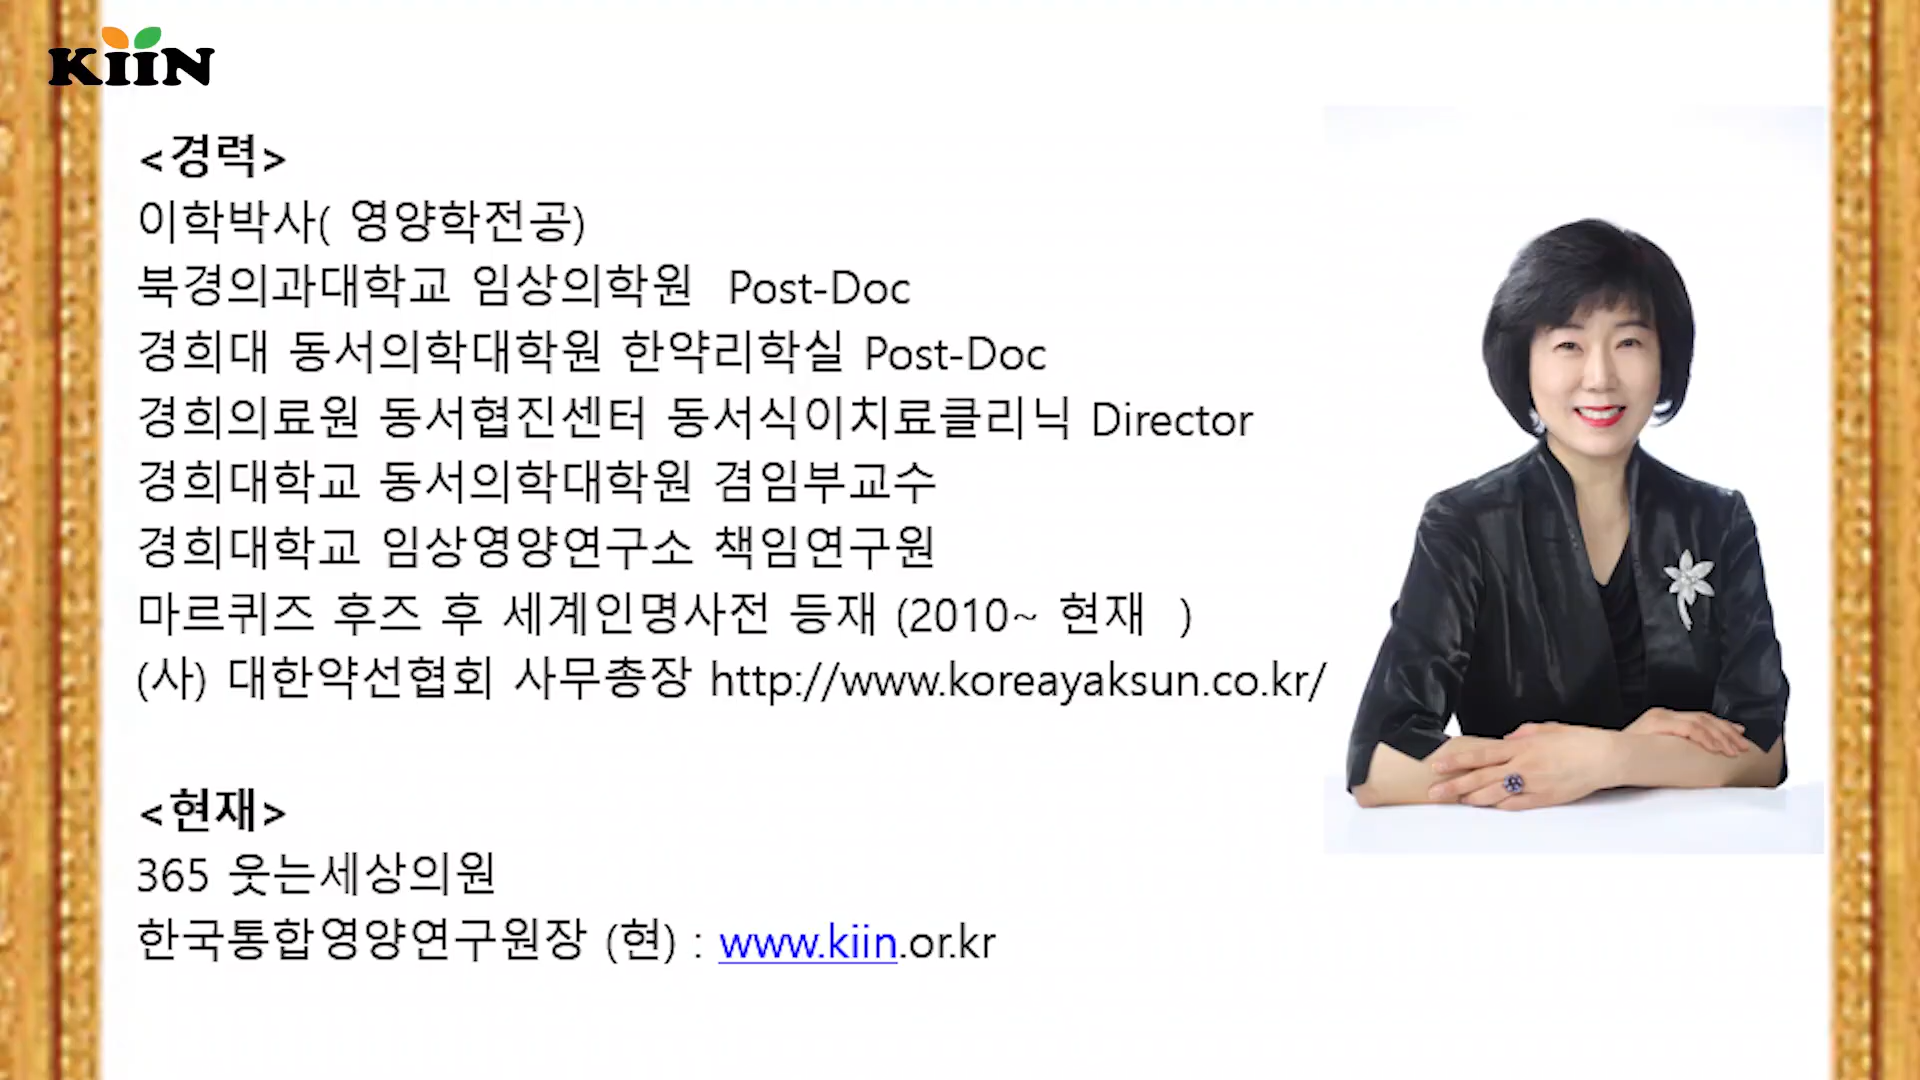 KiiN
<경력>
이학박사( 영양학전공)
북경의과대학교 임상의학원 Post-Doc
경희대 동서의학대학원 한약리학실 Post-Doc
경희의료원 동서협진센터 동서식이치료클리닉 Director
경희대학교 동서의학대학원 겸임부교수
경희대학교 임상영양연구소 책임연구원
마르퀴즈 후즈 후 세계인명사전 등재 (2010~ 현재 )
(사) 대한약선협회 사무총장 http://www.koreayaksun.co.kr/
<현재>
365 웃는세상의원
한국통합영양연구원장 (현) : www.kiin.or.kr